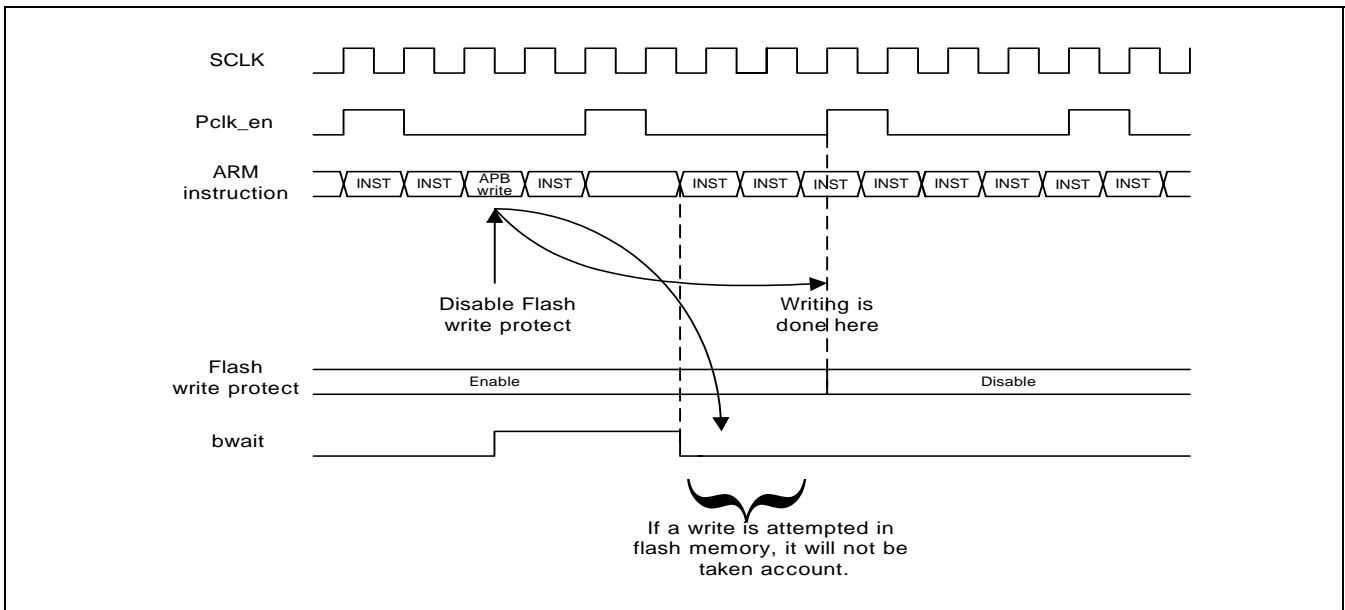 SCLK
Pclk_en
ARM
instruction
INST INST APB write INST INST INST INST INST INST INST INST INST
Disable Flash
write protect
Writing is
done here
Flash
write protect
Enable Disable
bwait
If a write is attempted in
flash memory, it will not be
taken account.